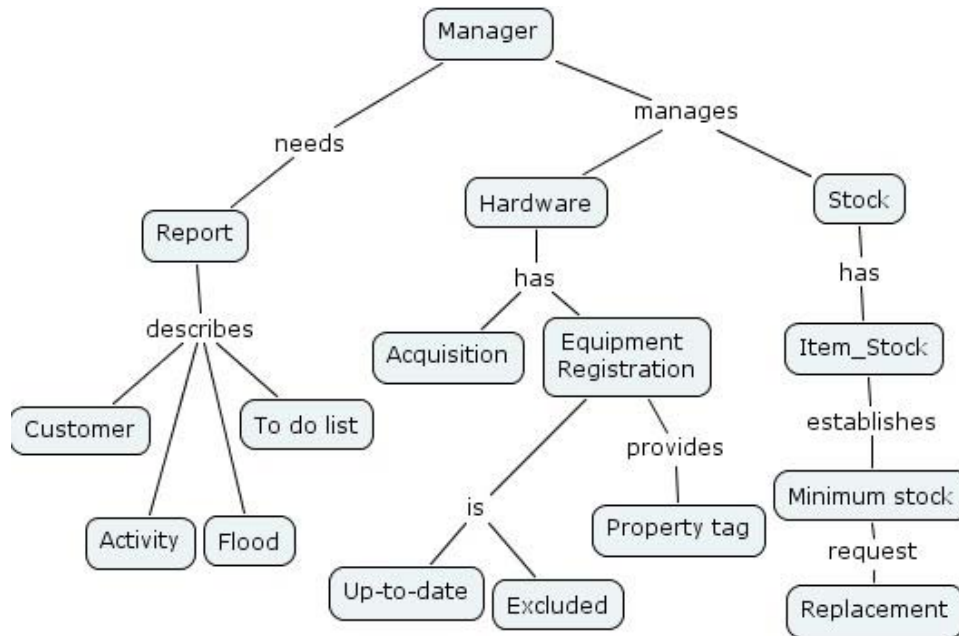 Manager
manages
needs
Hardware
Stock
Report
has
has
describes
Equipment
Registration
Acquisition
Item_Stock
Customer
To do list
establishes
provides
Minimum stock
is
Property tag
Activity
Flood
request
Up-to-date
Excluded
Replacement